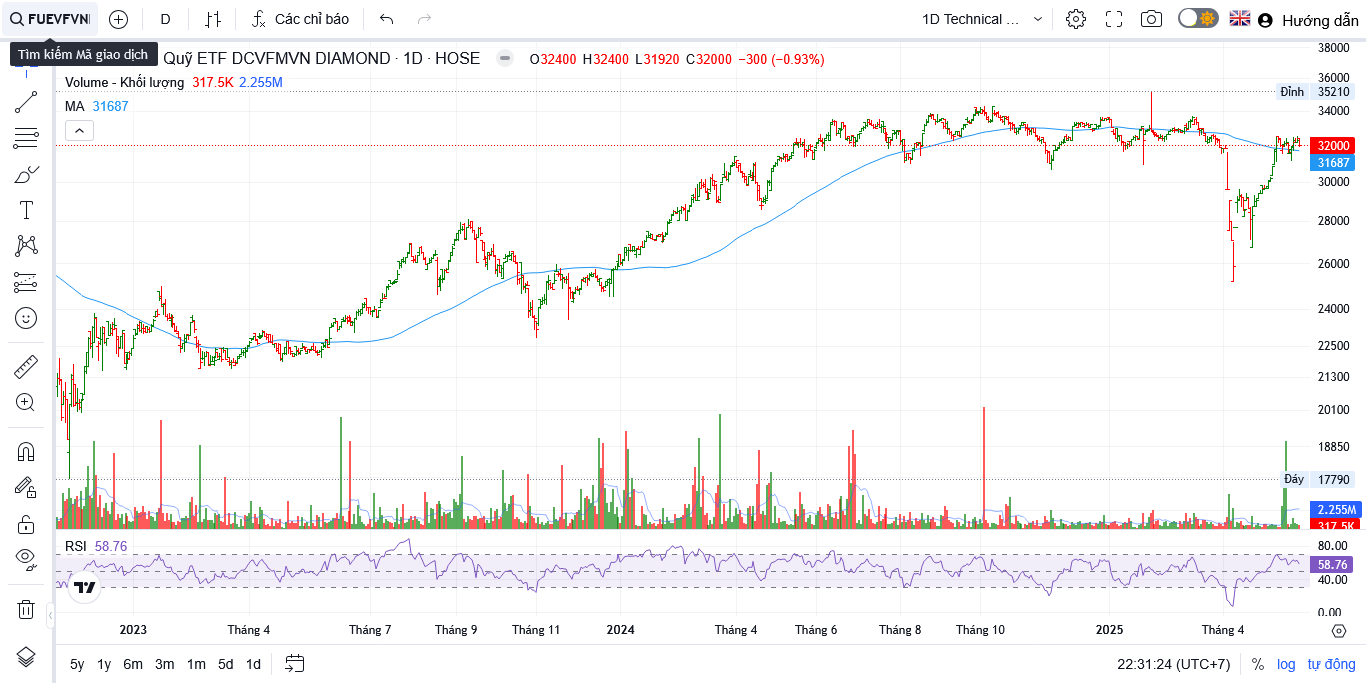 FUEVFVN
D
Các chỉ báo
1D Technical ...
Hướng dẫn
Tìm kiếm Mã giao dịch
Quỹ ETF DCVFMVN DIAMOND · 1D · HOSE
O32400 H32400 L31920 C32000 −300 (−0.93%)
Volume - Khối lượng 317.5K 2.255M
MA 31687
38000
36000
Đỉnh 35210
34000
32000
31687
30000
28000
26000
24000
22500
21300
20100
18850
Đáy 17790
2.255M
317.5K
RSI 58.76
80.00
58.76
40.00
0.00
2023 Tháng 4 Tháng 7 Tháng 9 Tháng 11 2024 Tháng 4 Tháng 6 Tháng 8 Tháng 10 2025 Tháng 4
5y 1y 6m 3m 1m 5d 1d
22:31:24 (UTC+7) % log tự động